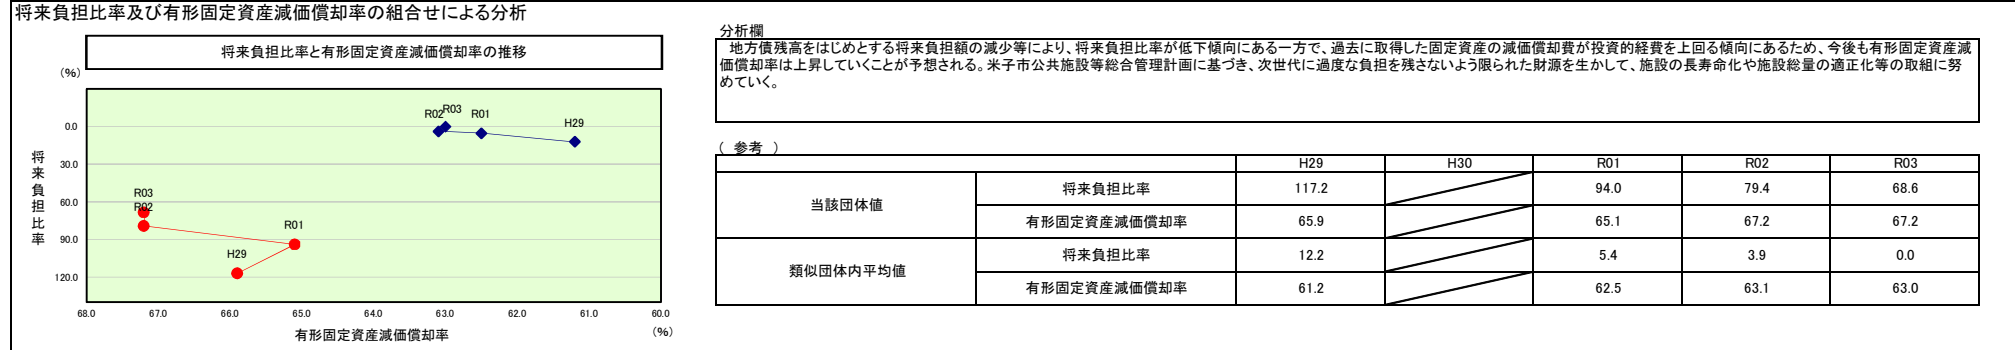 将来負担比率及び有形固定資産減価償却率の組合せによる分析
将来負担比率と有形固定資産減価償却率の推移
(%)
将来負担比率
0.0
30.0
60.0
90.0
120.0
R02
R03
R01
H29
R03
R02
R01
H29
68.0 67.0 66.0 65.0 64.0 63.0 62.0 61.0 60.0
有形固定資産減価償却率
(%)
分析欄
地方債残高をはじめとする将来負担額の減少等により、将来負担比率が低下傾向にある一方で、過去に取得した固定資産の減価償却費が投資的経費を上回る傾向にあるため、今後も有形固定資産減
価償却率は上昇していくことが予想される。米子市公共施設等総合管理計画に基づき、次世代に過度な負担を残さないよう限られた財源を生かして、施設の長寿命化や施設総量の適正化等の取組に努
めていく。
( 参考 )
H29 H30 R01 R02 R03
当該団体値
将来負担比率 117.2 94.0 79.4 68.6
有形固定資産減価償却率 65.9 65.1 67.2 67.2
類似団体内平均値
将来負担比率 12.2 5.4 3.9 0.0
有形固定資産減価償却率 61.2 62.5 63.1 63.0